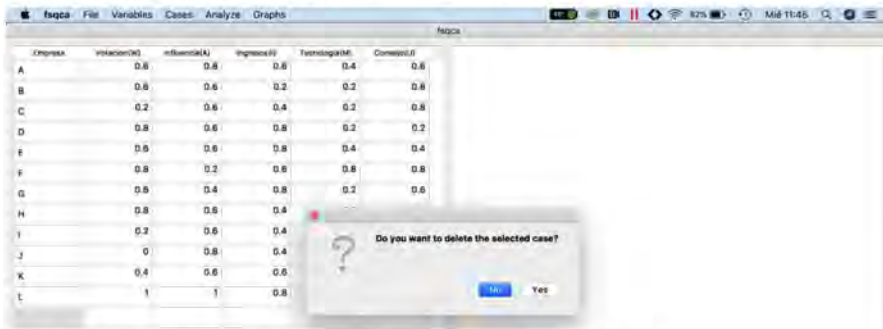 fsqca File Variables Cases Analyze Graphs 82% Mié 11:46
fsqca
Empresa Votacion(W) Influencia(A) Ingresos(I) Tecnología(M) Consejo(J)
A 0.6 0.8 0.6 0.4 0.6
B 0.6 0.6 0.2 0.2 0.8
C 0.2 0.6 0.4 0.2 0.8
D 0.8 0.6 0.8 0.2 0.2
E 0.6 0.6 0.8 0.4 0.4
F 0.8 0.2 0.6 0.8 0.8
G 0.8 0.4 0.8 0.2 0.6
H 0.8 0.6 0.4
I 0.2 0.6 0.4
J 0 0.8 0.4
K 0.4 0.6 0.6
L 1 1 0.8
Do you want to delete the selected case?
No Yes